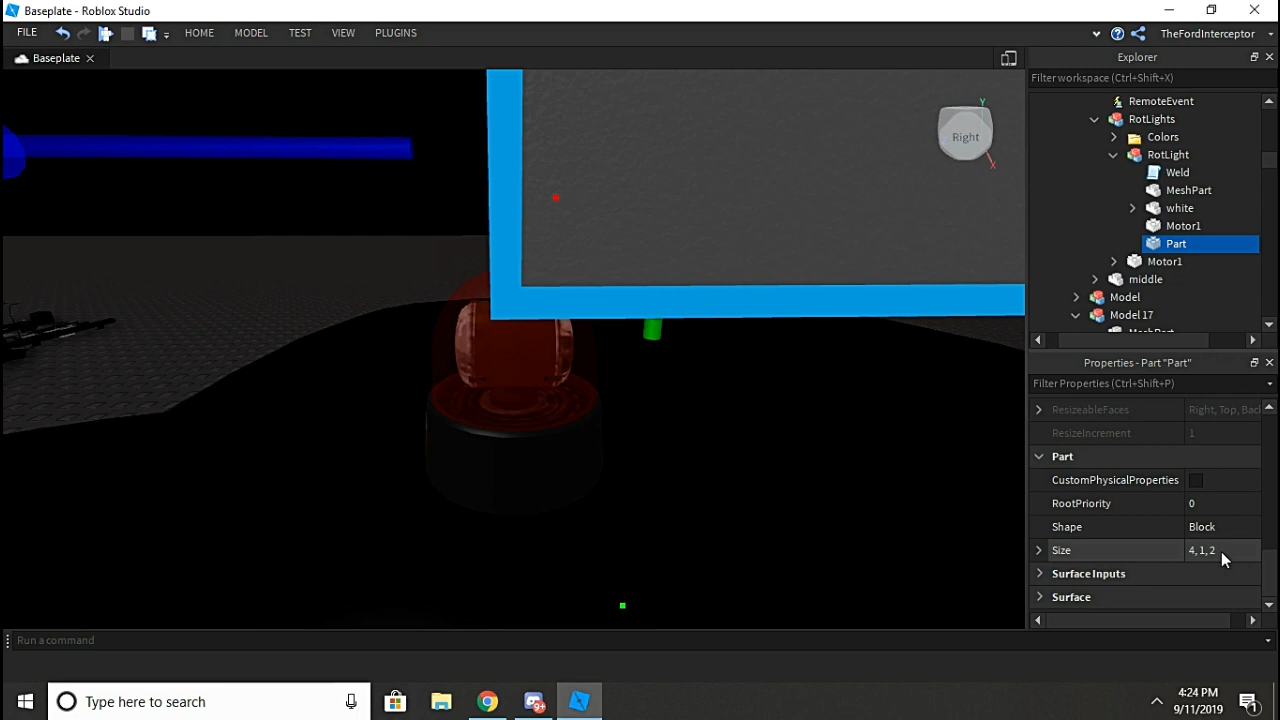 Baseplate - Roblox Studio
FILE HOME MODEL TEST VIEW PLUGINS TheFordInterceptor
Baseplate
Right
Y
X
Explorer
Filter workspace (Ctrl+Shift+X)
RemoteEvent
RotLights
Colors
RotLight
Weld
MeshPart
white
Motor1
Part
Motor1
middle
Model
Model 17
MeshPart
Properties - Part "Part"
Filter Properties (Ctrl+Shift+P)
ResizeableFaces Right, Top, Bac
ResizeIncrement 1
Part
CustomPhysicalProperties
RootPriority 0
Shape Block
Size 4, 1, 2
Surface Inputs
Surface
Run a command
Type here to search
9+
4:24 PM
9/11/2019
1